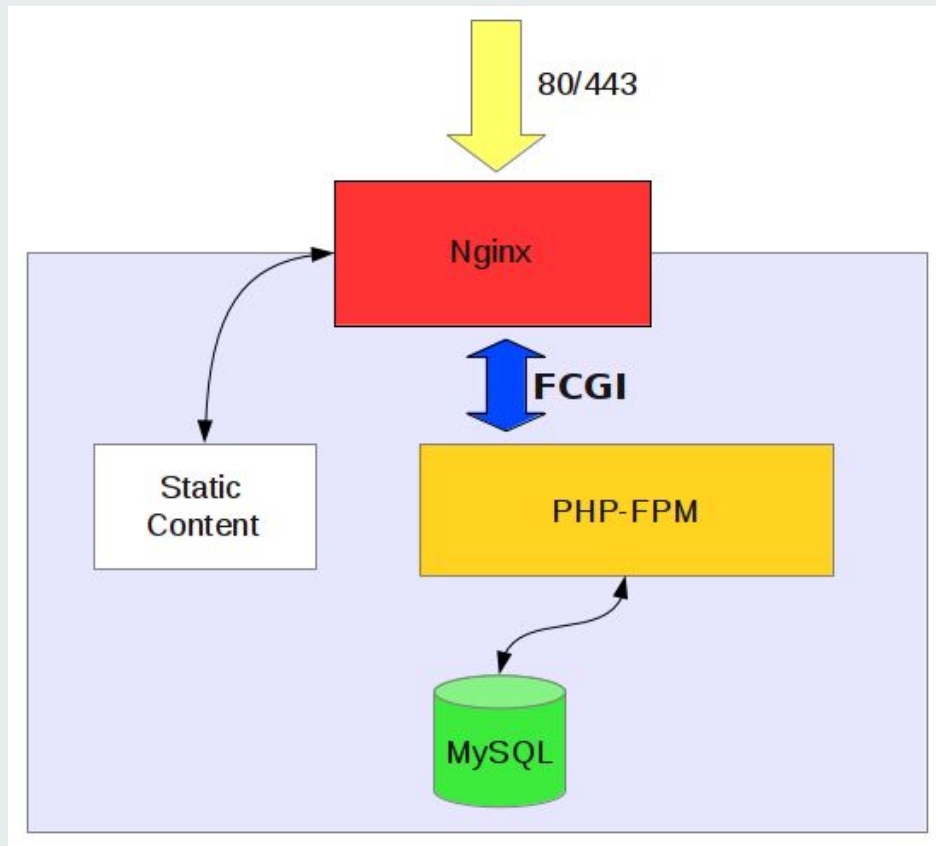 80/443
Nginx
FCGI
Static
Content
PHP-FPM
MySQL